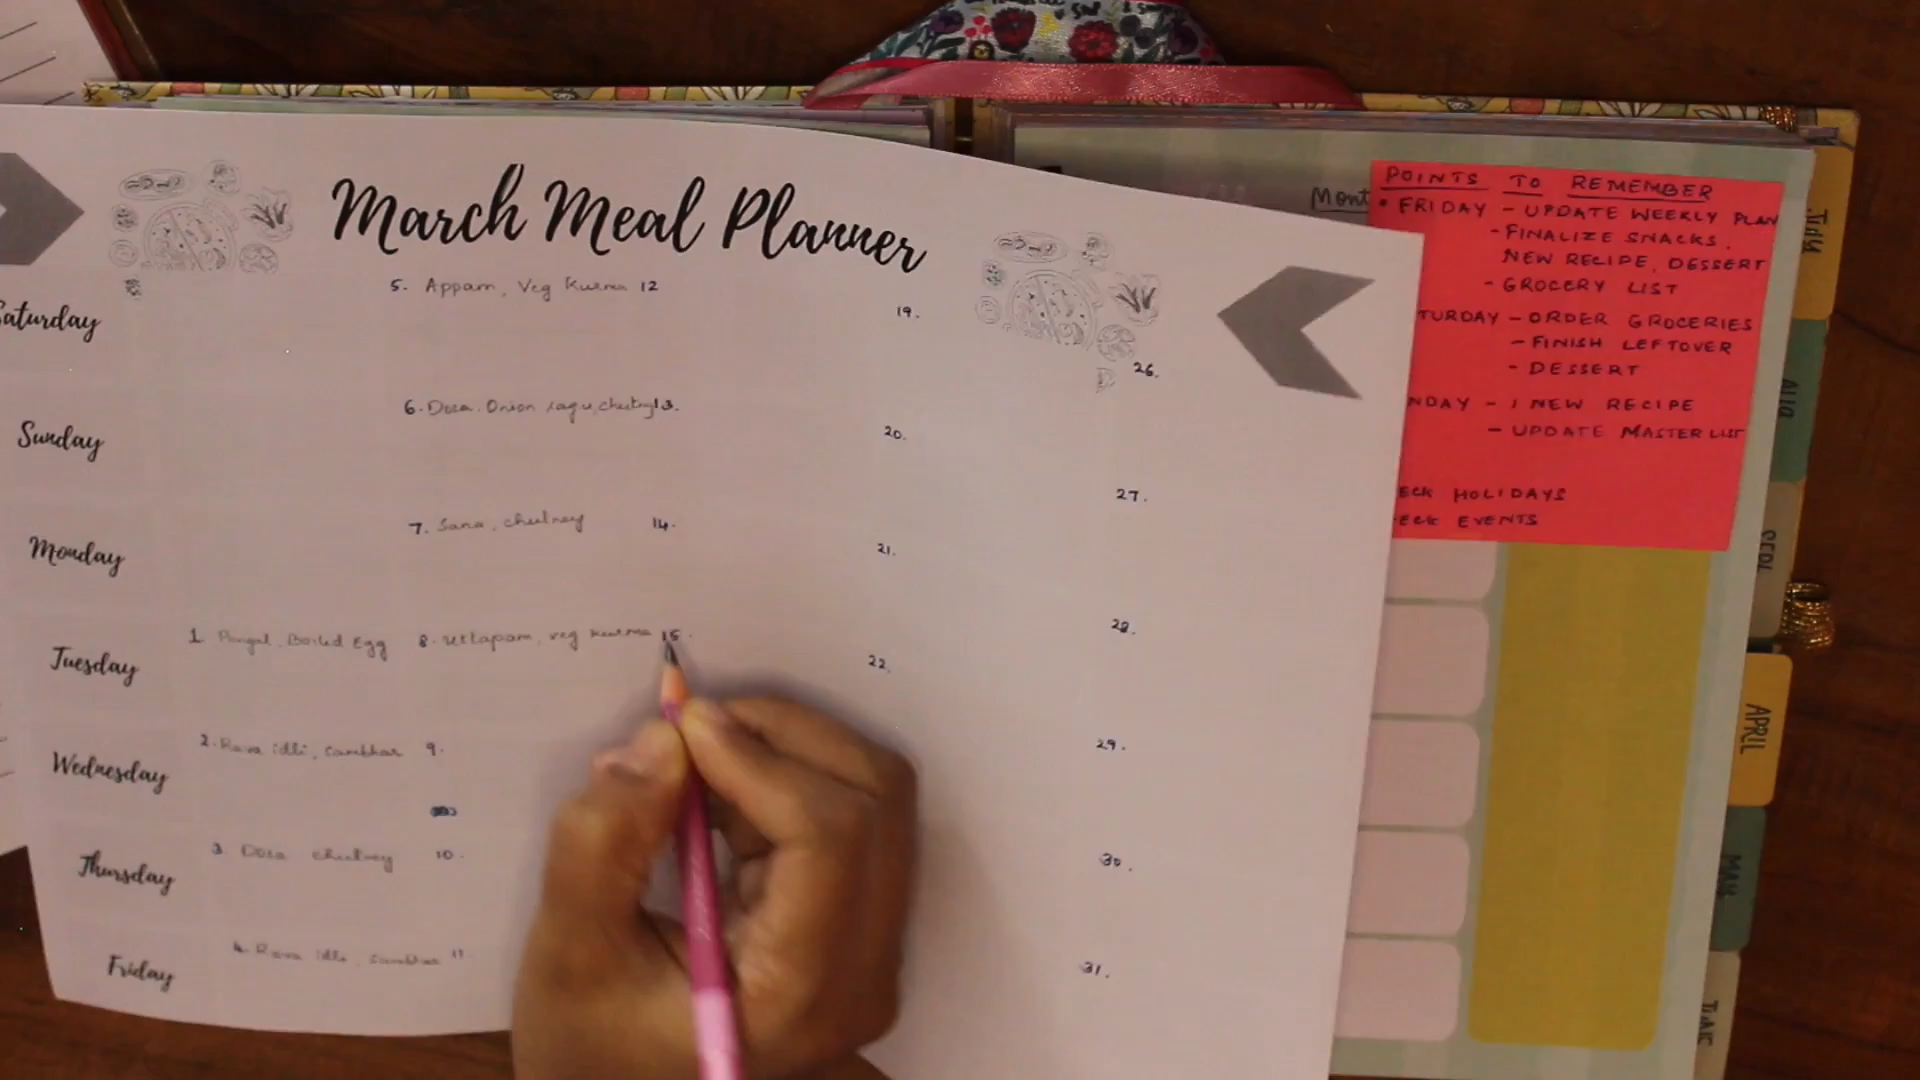 March Meal Planner
Saturday
5. Appam, Veg Kurma 12
19.
26.
Sunday
6. Dosa, Onion chutney 13.
20.
27.
Monday
7. Sana, chutney 14.
21.
28.
Tuesday
1 Pongal, Boiled Egg 8. uttapam, veg kurma 15.
22.
29.
Wednesday
2. Rava idli, sambhar 9.
30.
Thursday
3 Dosa chutney 10.
31.
Friday
4. Rava idli, sambhar 11
Mont
POINTS TO REMEMBER
• FRIDAY - UPDATE WEEKLY PLAN
- FINALIZE SNACKS,
NEW RECIPE, DESSERT
- GROCERY LIST
TURDAY - ORDER GROCERIES
- FINISH LEFTOVER
- DESSERT
NDAY - 1 NEW RECIPE
- UPDATE MASTER LIST
ECK HOLIDAYS
ECK EVENTS
APRIL